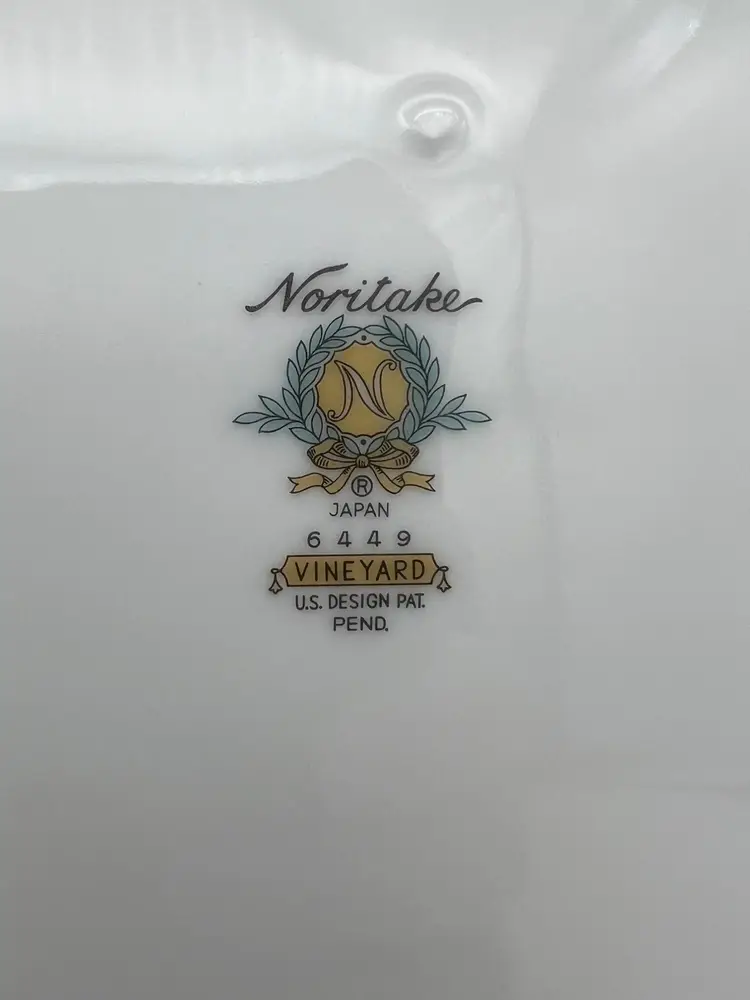 Noritake
N
®
JAPAN
6449
VINEYARD
U.S. DESIGN PAT.
PEND.